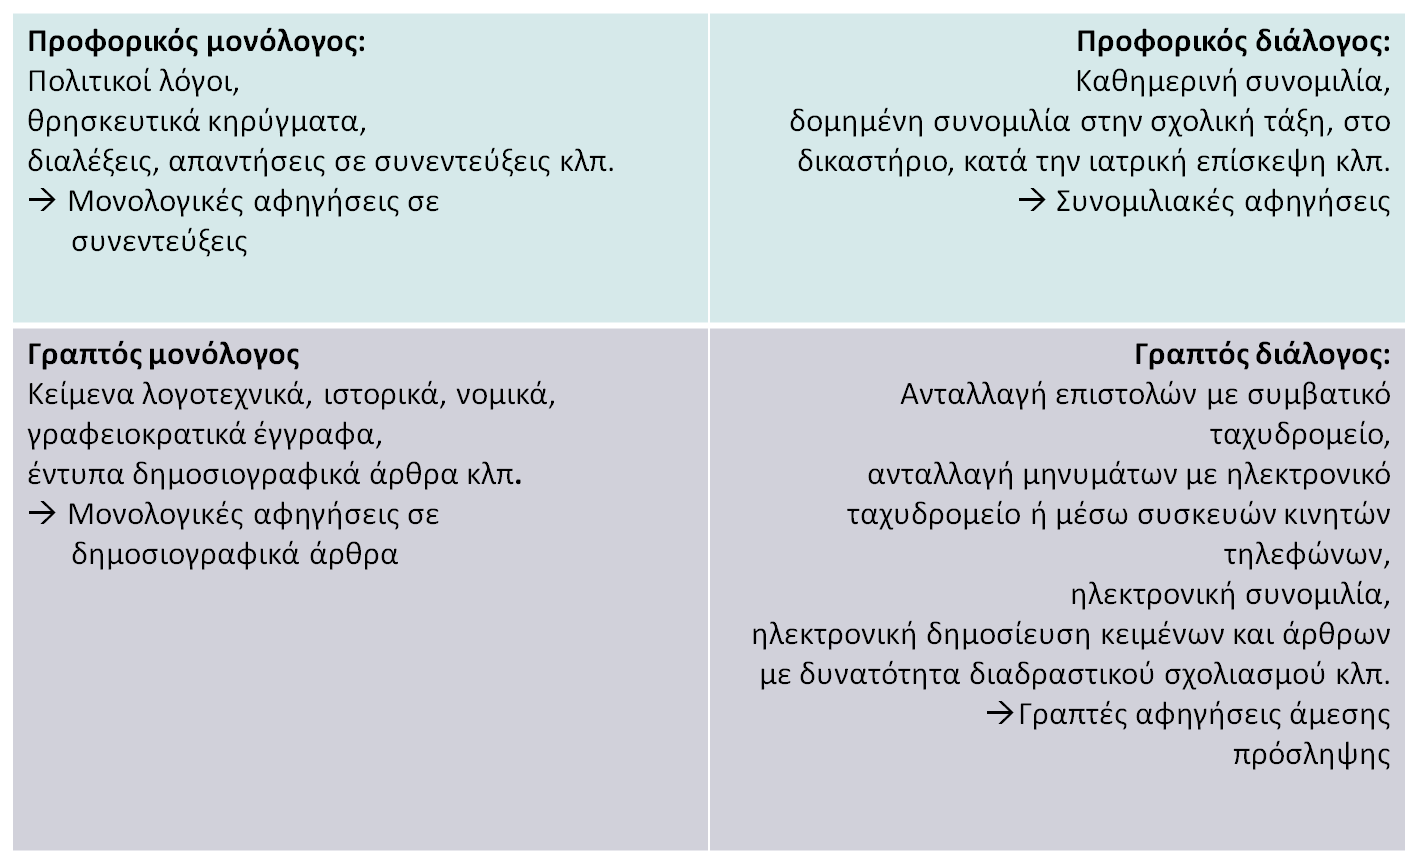 Προφορικός μονόλογος:
Πολιτικοί λόγοι,
θρησκευτικά κηρύγματα,
διαλέξεις, απαντήσεις σε συνεντεύξεις κλπ.
→ Μονολογικές αφηγήσεις σε
συνεντεύξεις
Προφορικός διάλογος:
Καθημερινή συνομιλία,
δομημένη συνομιλία στην σχολική τάξη, στο
δικαστήριο, κατά την ιατρική επίσκεψη κλπ.
→ Συνομιλιακές αφηγήσεις
Γραπτός μονόλογος
Κείμενα λογοτεχνικά, ιστορικά, νομικά,
γραφειοκρατικά έγγραφα,
έντυπα δημοσιογραφικά άρθρα κλπ.
→ Μονολογικές αφηγήσεις σε
δημοσιογραφικά άρθρα
Γραπτός διάλογος:
Ανταλλαγή επιστολών με συμβατικό
ταχυδρομείο,
ανταλλαγή μηνυμάτων με ηλεκτρονικό
ταχυδρομείο ή μέσω συσκευών κινητών
τηλεφώνων,
ηλεκτρονική συνομιλία,
ηλεκτρονική δημοσίευση κειμένων και άρθρων
με δυνατότητα διαδραστικού σχολιασμού κλπ.
→Γραπτές αφηγήσεις άμεσης
πρόσληψης